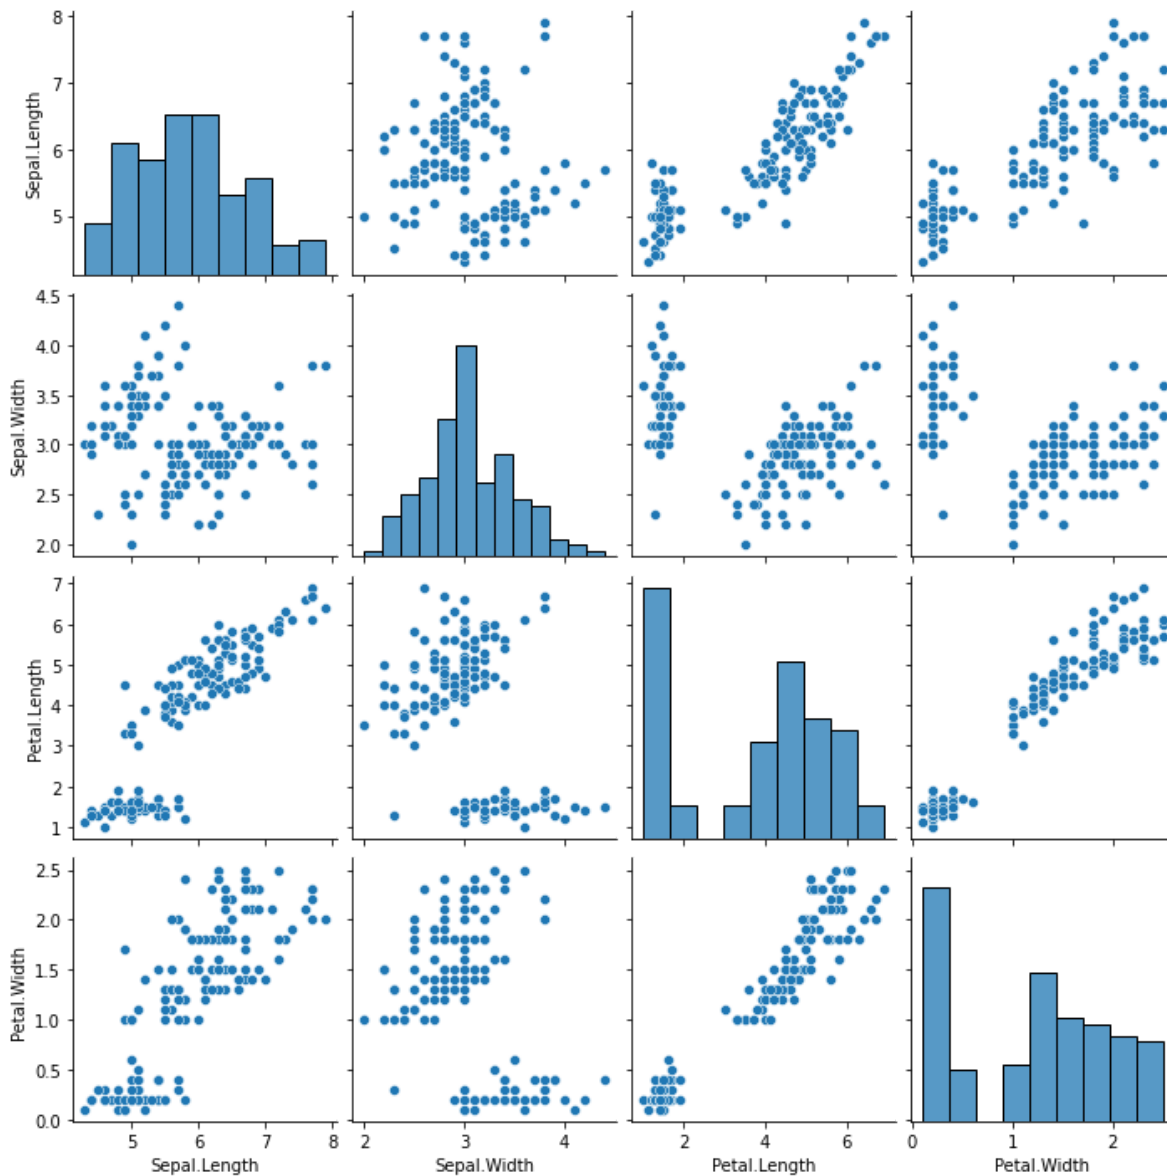 8
7
6
5
Sepal.Length
4.5
4.0
3.5
3.0
2.5
2.0
Sepal.Width
7
6
5
4
3
2
1
Petal.Length
2.5
2.0
1.5
1.0
0.5
0.0
Petal.Width
5 6 7 8
2 3 4
2 4 6
0 1 2
Sepal.Length Sepal.Width Petal.Length Petal.Width